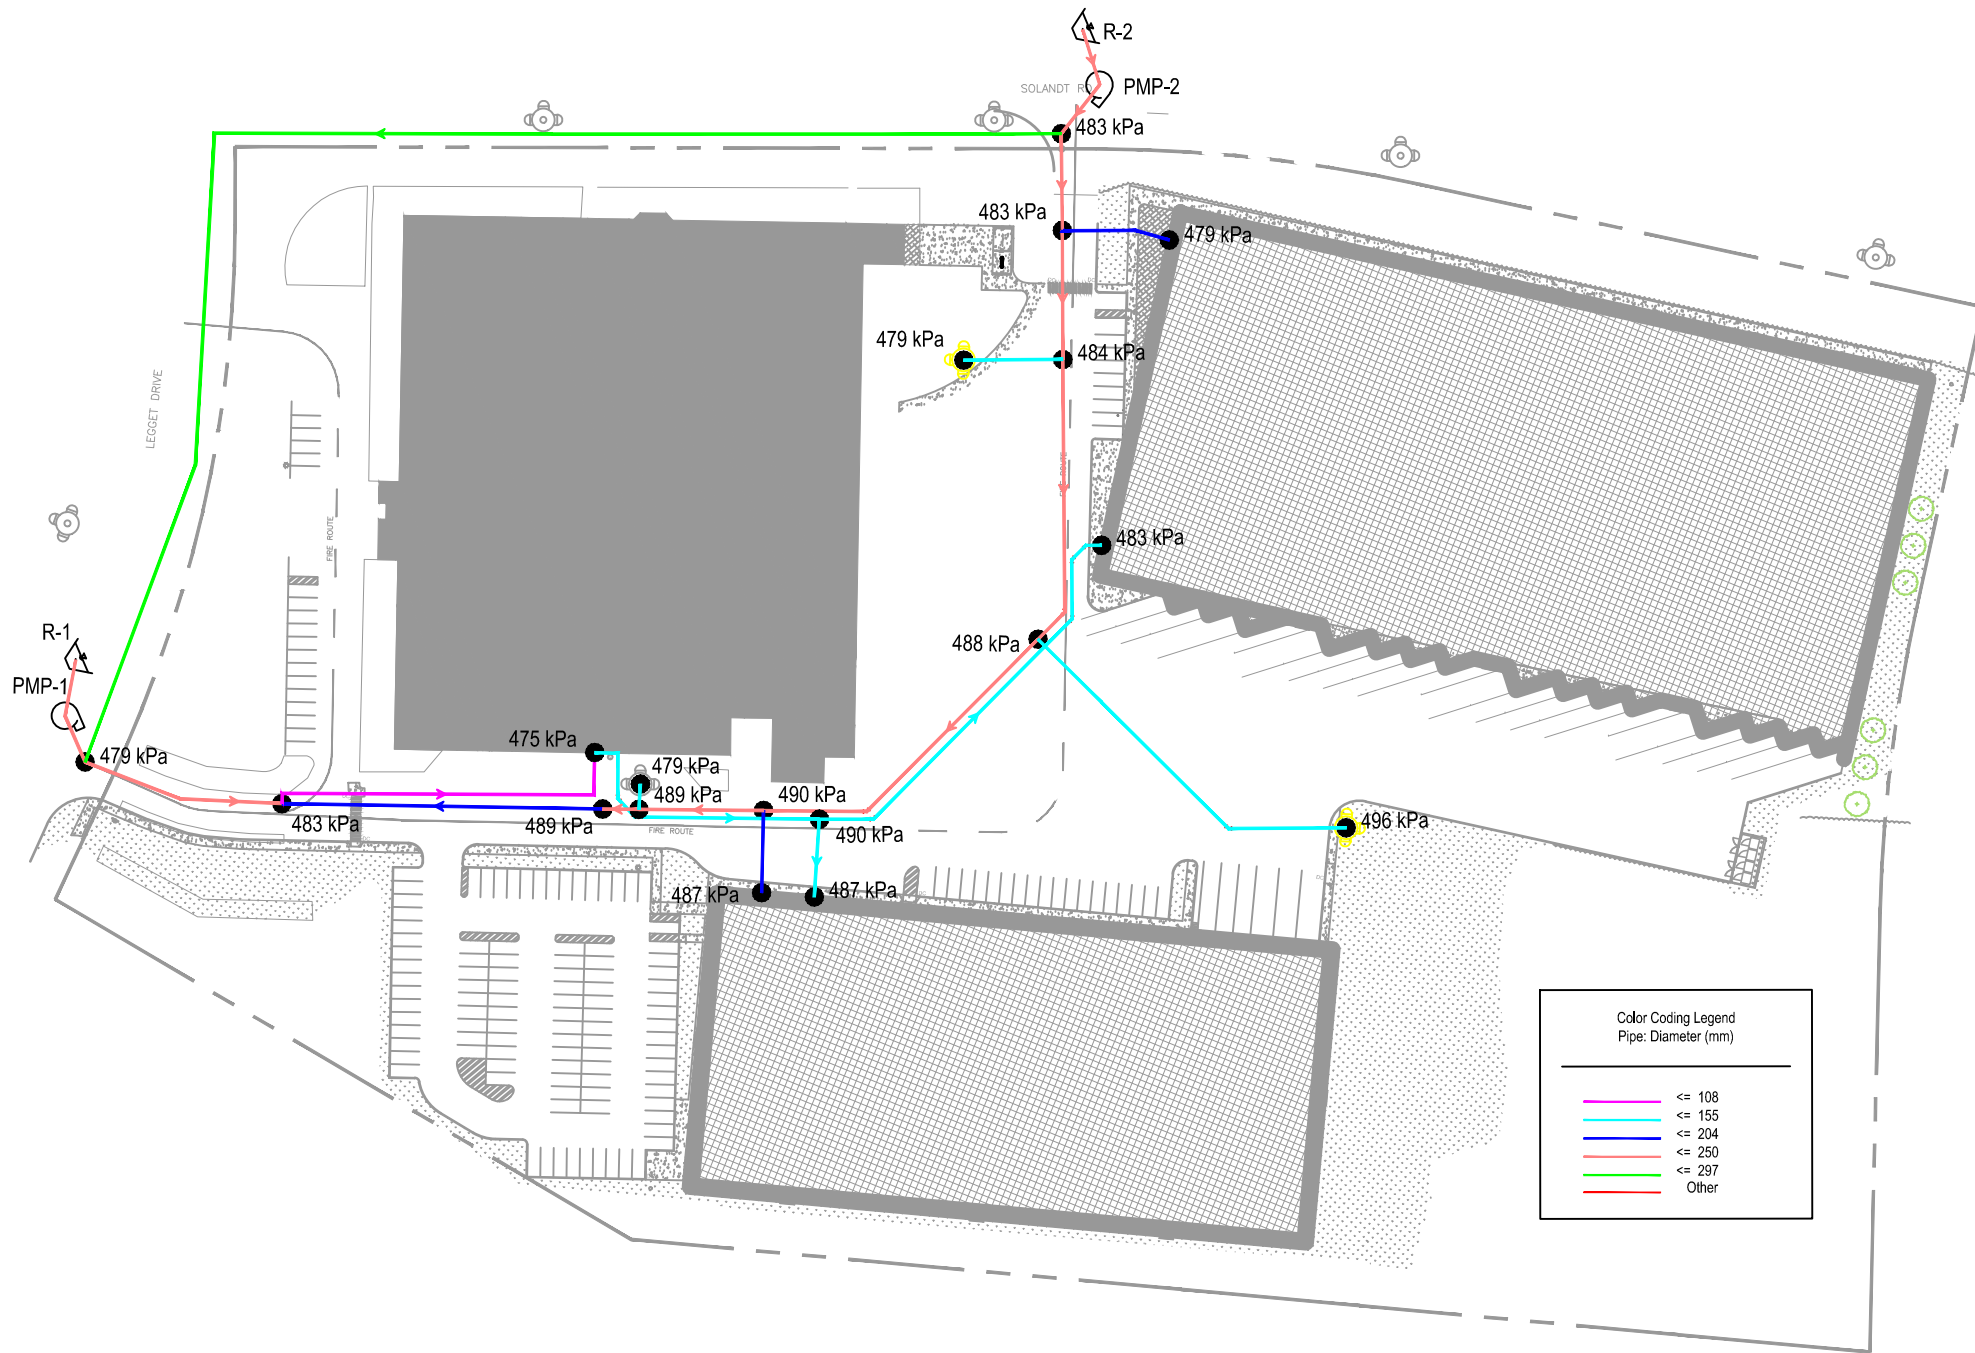 R-2
PMP-2
SOLANDT RD
483 kPa
483 kPa
479 kPa
479 kPa
484 kPa
LEGGET DRIVE
FIRE ROUTE
FIRE ROUTE
483 kPa
R-1
488 kPa
PMP-1
475 kPa
479 kPa
479 kPa
489 kPa
490 kPa
483 kPa
489 kPa
FIRE ROUTE
490 kPa
496 kPa
487 kPa
487 kPa
Color Coding Legend
Pipe: Diameter (mm)
<= 108
<= 155
<= 204
<= 250
<= 297
Other